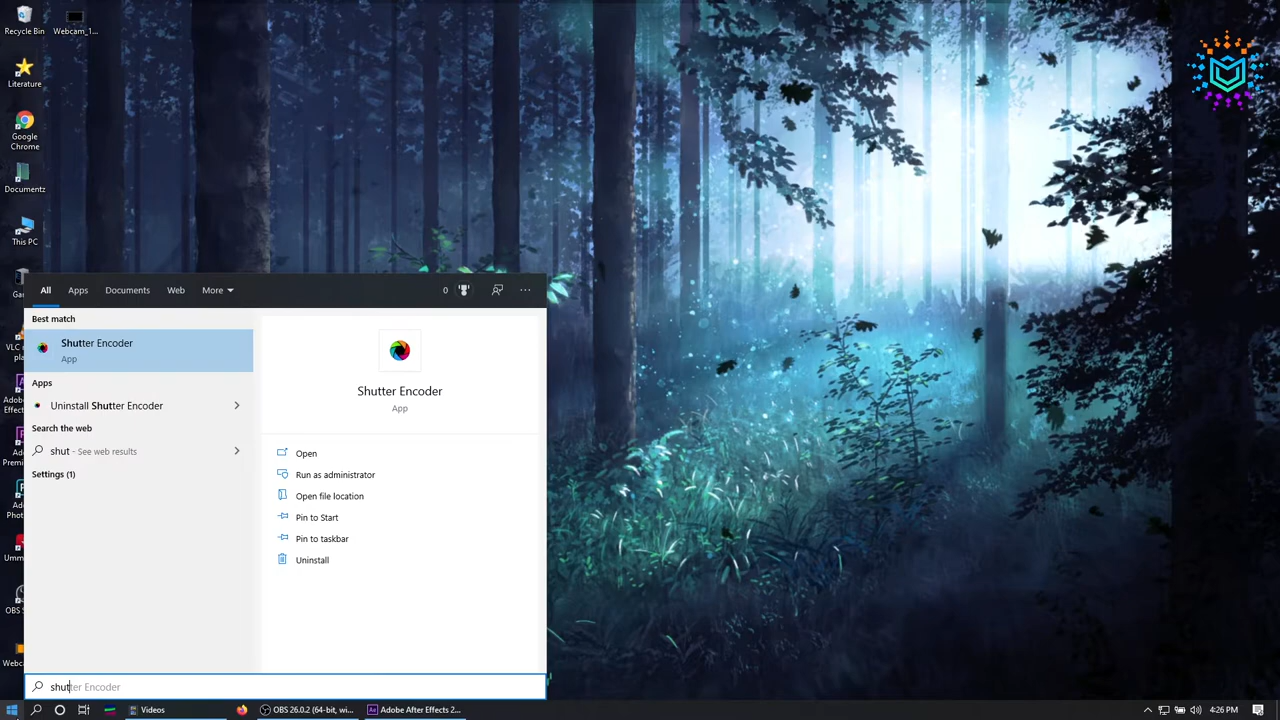 Recycle Bin
Webcam_1...
Literature
Google
Chrome
Documentz
This PC
All
Apps
Documents
Web
More
0
...
Best match
Shutter Encoder
App
Apps
Uninstall Shutter Encoder
Search the web
shut - See web results
Settings (1)
Shutter Encoder
App
Open
Run as administrator
Open file location
Pin to Start
Pin to taskbar
Uninstall
shutter Encoder
Videos
OBS 26.0.2 (64-bit, wi...
Adobe After Effects 2...
4:26 PM